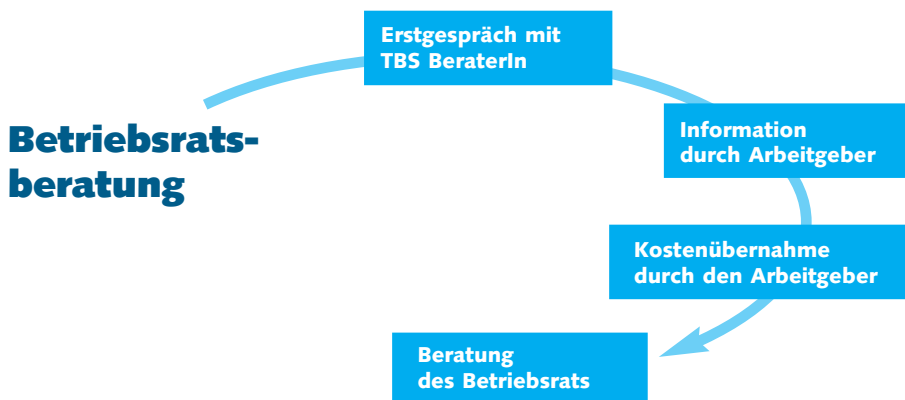 Betriebsrats-
beratung
Erstgespräch mit
TBS BeraterIn
Information
durch Arbeitgeber
Kostenübernahme
durch den Arbeitgeber
Beratung
des Betriebsrats